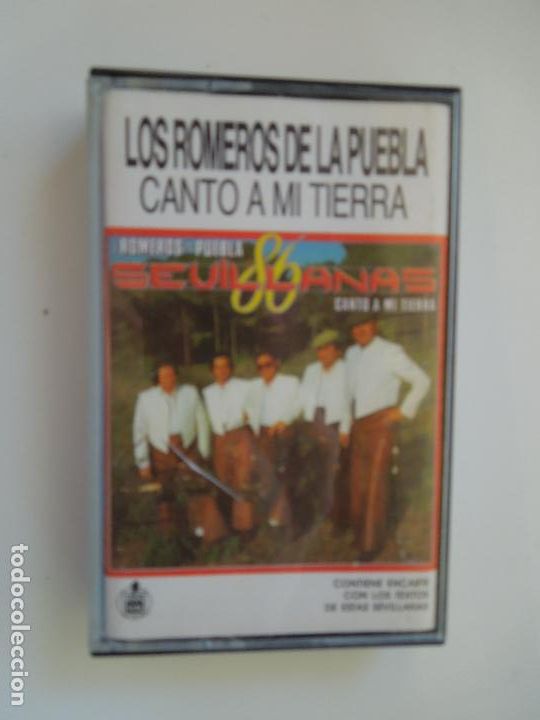 LOS ROMEROS DE LA PUEBLA
CANTO A MI TIERRA
ROMEROS PUEBLA
SEVILLANAS
86
CANTO A MI TIERRA
CONTIENE ENCARTE
CON LOS TEXTOS
DE ESTAS SEVILLANAS
todocoleccion